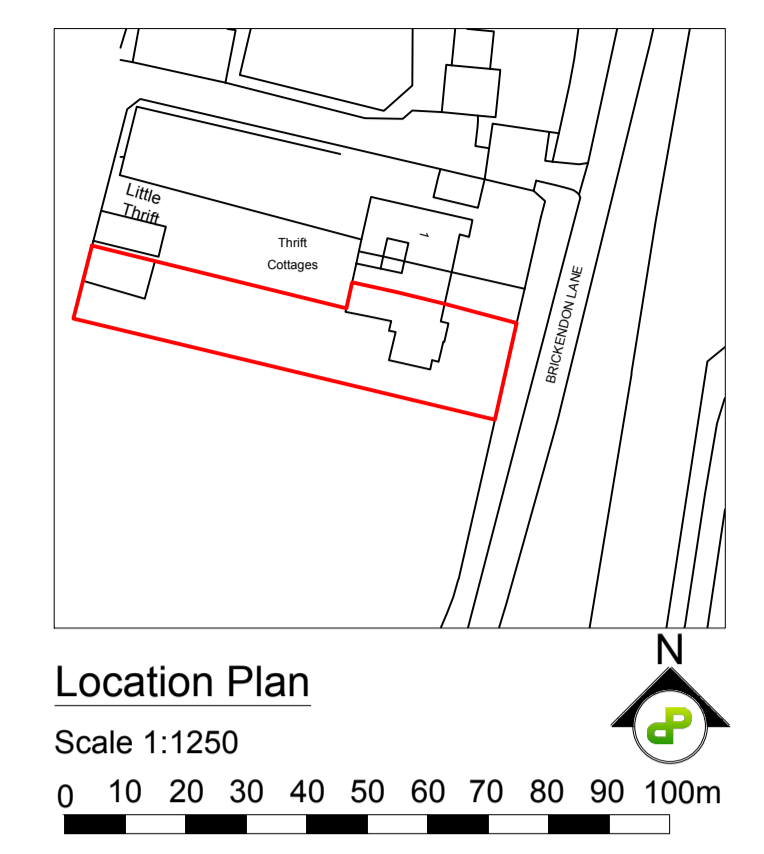 Little
Thrift
1
Thrift
Cottages
BRICKENDON LANE
N
dP
Location Plan
Scale 1:1250
0 10 20 30 40 50 60 70 80 90 100m